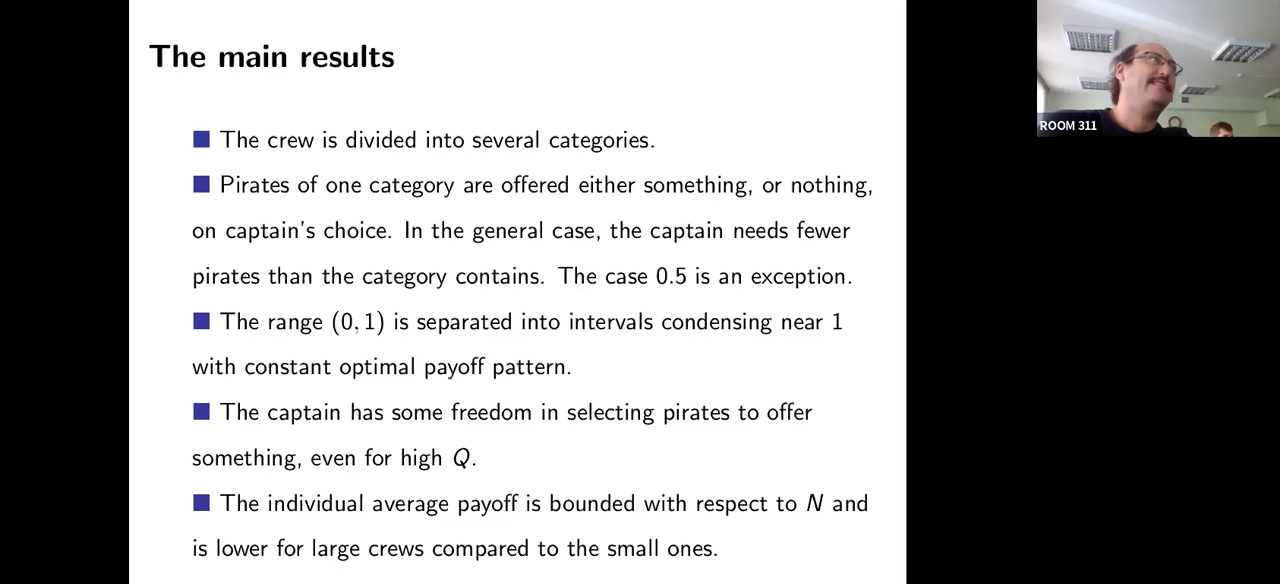 The main results
■ The crew is divided into several categories.
■ Pirates of one category are offered either something, or nothing,
on captain's choice. In the general case, the captain needs fewer
pirates than the category contains. The case 0.5 is an exception.
■ The range (0, 1) is separated into intervals condensing near 1
with constant optimal payoff pattern.
■ The captain has some freedom in selecting pirates to offer
something, even for high Q.
■ The individual average payoff is bounded with respect to N and
is lower for large crews compared to the small ones.
ROOM 311